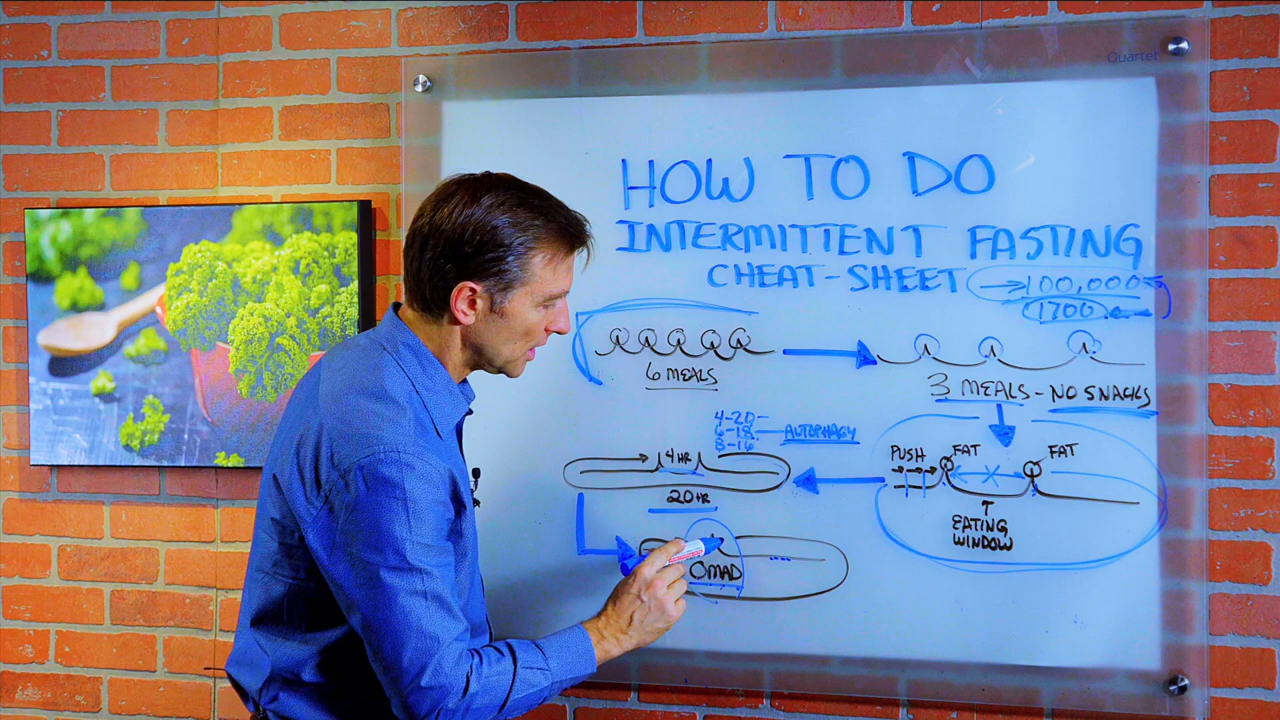 Quartet
HOW TO DO
INTERMITTENT FASTING
CHEAT-SHEET
→100,000
1700
6 MEALS
3 MEALS - NO SNACKS
4-20-
6-18- AUTOPHAGY
8-16
PUSH FAT FAT
4 HR
20 HR
EATING
WINDOW
OMAD